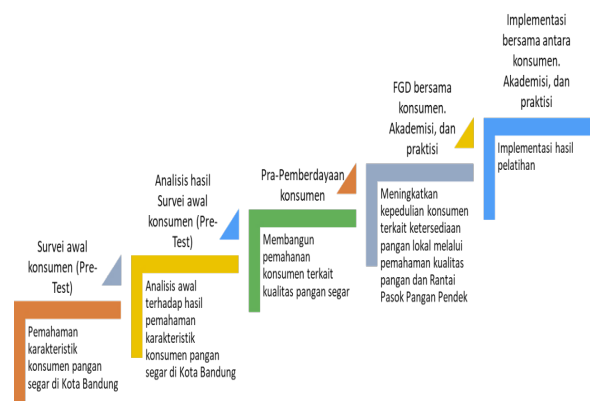 Survei awal
konsumen (Pre-
Test)
Pemahaman
karakteristik
konsumen pangan
segar di Kota Bandung
Analisis hasil
Survei awal
konsumen (Pre-
Test)
Analisis awal
terhadap hasil
pemahaman
karakteristik
konsumen pangan
segar di Kota Bandung
Pra-Pemberdayaan
konsumen
Membangun
pemahanan
konsumen terkait
kualitas pangan segar
FGD bersama
konsumen.
Akademisi, dan
praktisi
Meningkatkan
kepedulian konsumen
terkait ketersediaan
pangan lokal melalui
pemahaman kualitas
pangan dan Rantai
Pasok Pangan Pendek
Implementasi
bersama antara
konsumen.
Akademisi, dan
praktisi
Implementasi hasil
pelatihan